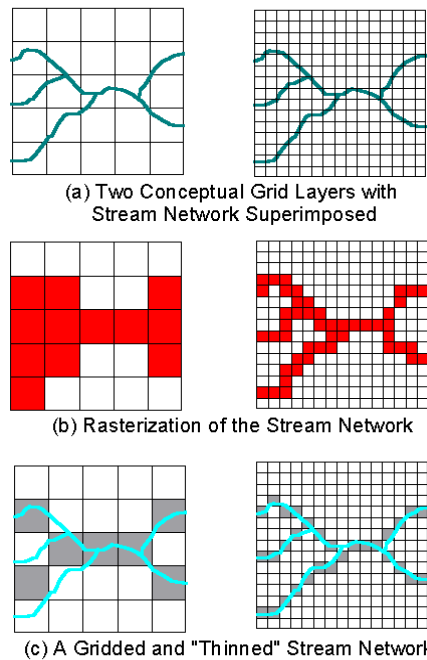 (a) Two Conceptual Grid Layers with
Stream Network Superimposed
(b) Rasterization of the Stream Network
(c) A Gridded and "Thinned" Stream Network